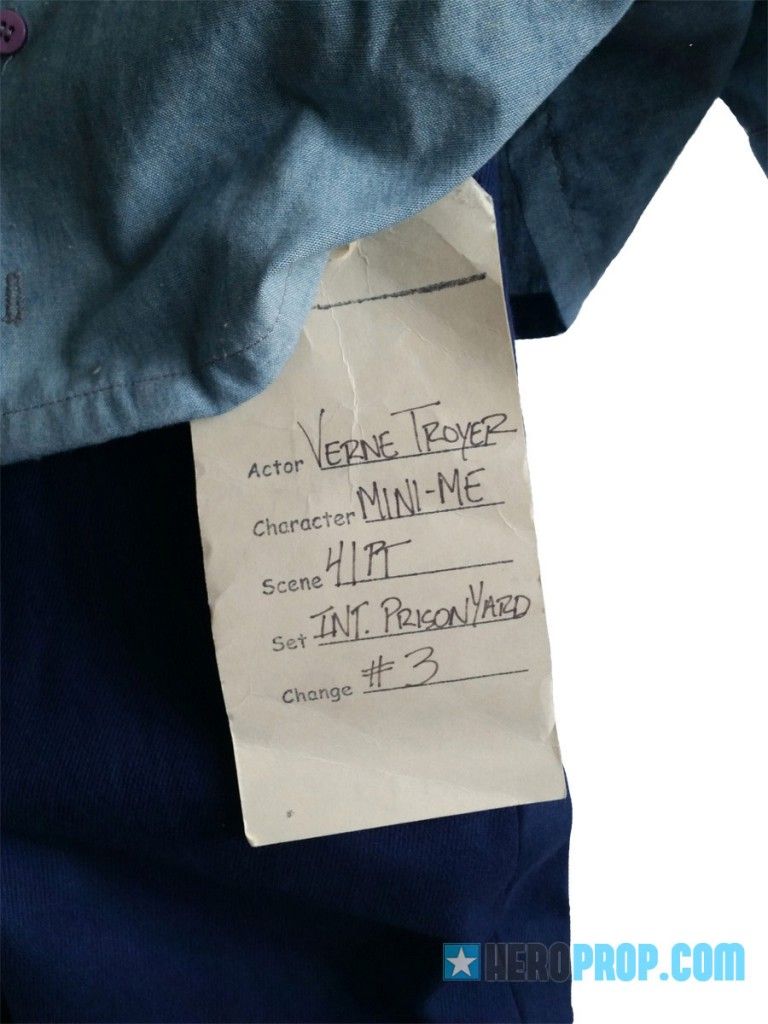 Actor VERNE TROYER
Character MINI-ME
Scene 41PT
Set INT. PRISON YARD
Change #3
HEROPROP.COM